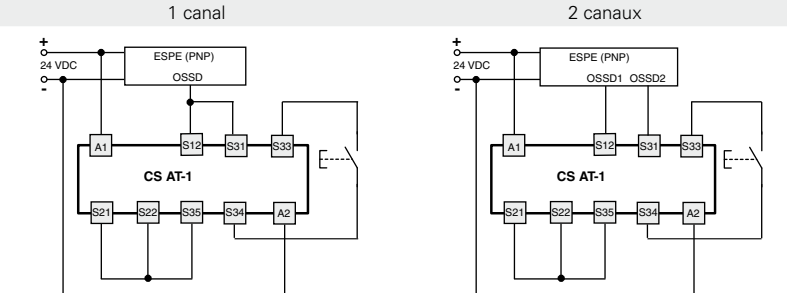 1 canal
+
24 VDC
-
ESPE (PNP)
OSSD
A1
S12
S31
S33
CS AT-1
S21
S22
S35
S34
A2
2 canaux
+
24 VDC
-
ESPE (PNP)
OSSD1 OSSD2
A1
S12
S31
S33
CS AT-1
S21
S22
S35
S34
A2